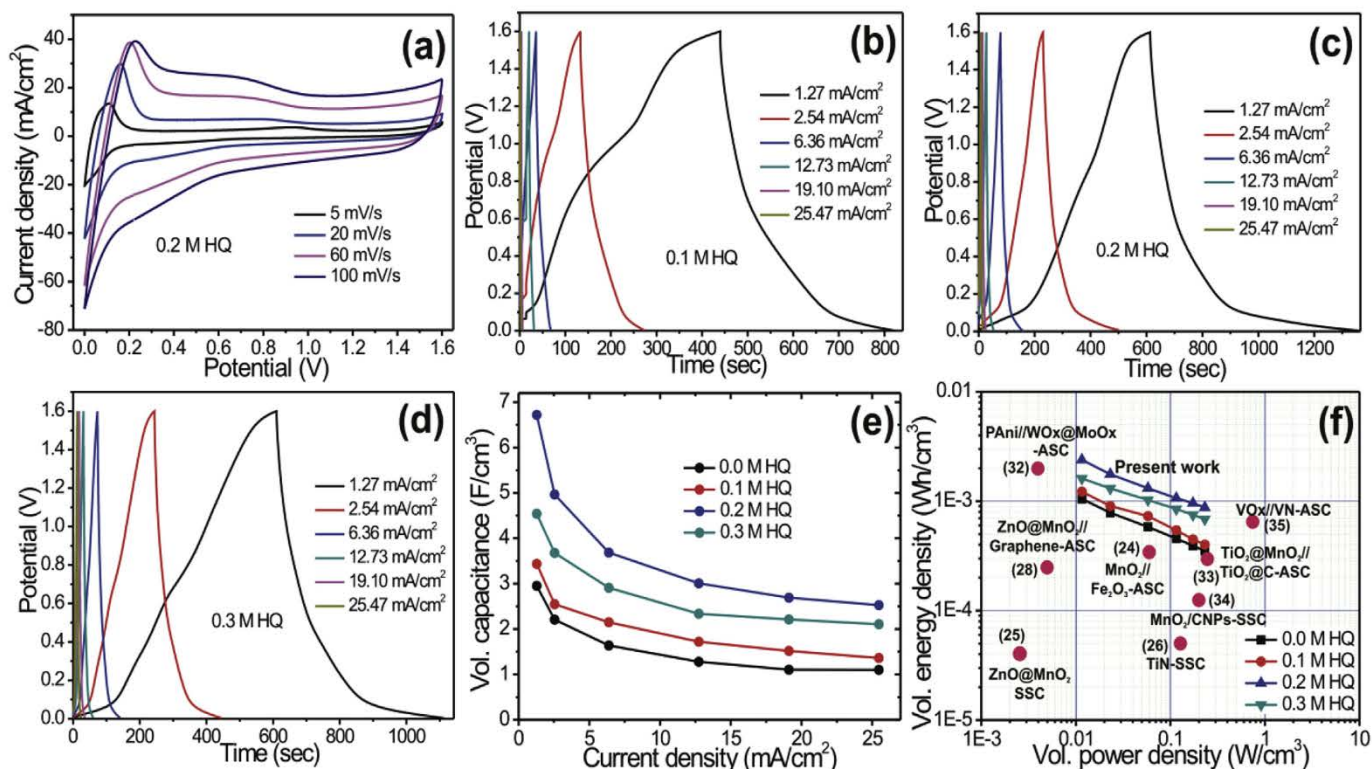 (a)
Current density (mA/cm²)
40
20
0
-20
-40
-60
-80
0.2 M HQ
5 mV/s
20 mV/s
60 mV/s
100 mV/s
0.0 0.2 0.4 0.6 0.8 1.0 1.2 1.4 1.6
Potential (V)
(b)
Potential (V)
1.6
1.4
1.2
1.0
0.8
0.6
0.4
0.2
0.0
1.27 mA/cm²
2.54 mA/cm²
6.36 mA/cm²
12.73 mA/cm²
19.10 mA/cm²
25.47 mA/cm²
0.1 M HQ
0 100 200 300 400 500 600 700 800
Time (sec)
(c)
Potential (V)
1.6
1.4
1.2
1.0
0.8
0.6
0.4
0.2
0.0
1.27 mA/cm²
2.54 mA/cm²
6.36 mA/cm²
12.73 mA/cm²
19.10 mA/cm²
25.47 mA/cm²
0.2 M HQ
0 200 400 600 800 1000 1200
Time (sec)
(d)
Potential (V)
1.6
1.4
1.2
1.0
0.8
0.6
0.4
0.2
0.0
1.27 mA/cm²
2.54 mA/cm²
6.36 mA/cm²
12.73 mA/cm²
19.10 mA/cm²
25.47 mA/cm²
0.3 M HQ
0 200 400 600 800 1000
Time (sec)
(e)
Vol. capacitance (F/cm³)
7
6
5
4
3
2
1
0
0.0 M HQ
0.1 M HQ
0.2 M HQ
0.3 M HQ
0 5 10 15 20 25
Current density (mA/cm²)
(f)
Vol. energy density (Wh/cm³)
0.01
1E-3
1E-4
1E-5
PAni//WOx@MoOx
-ASC
(32)
Present work
VOx//VN-ASC
(35)
ZnO@MnO₂//
Graphene-ASC
(28)
(24)
MnO₂//
Fe₂O₃-ASC
(33)
TiO₂@MnO₂//
TiO₂@C-ASC
(34)
MnO₂/CNPs-SSC
(25)
ZnO@MnO₂
SSC
(26)
TiN-SSC
0.0 M HQ
0.1 M HQ
0.2 M HQ
0.3 M HQ
1E-3 0.01 0.1 1 10
Vol. power density (W/cm³)